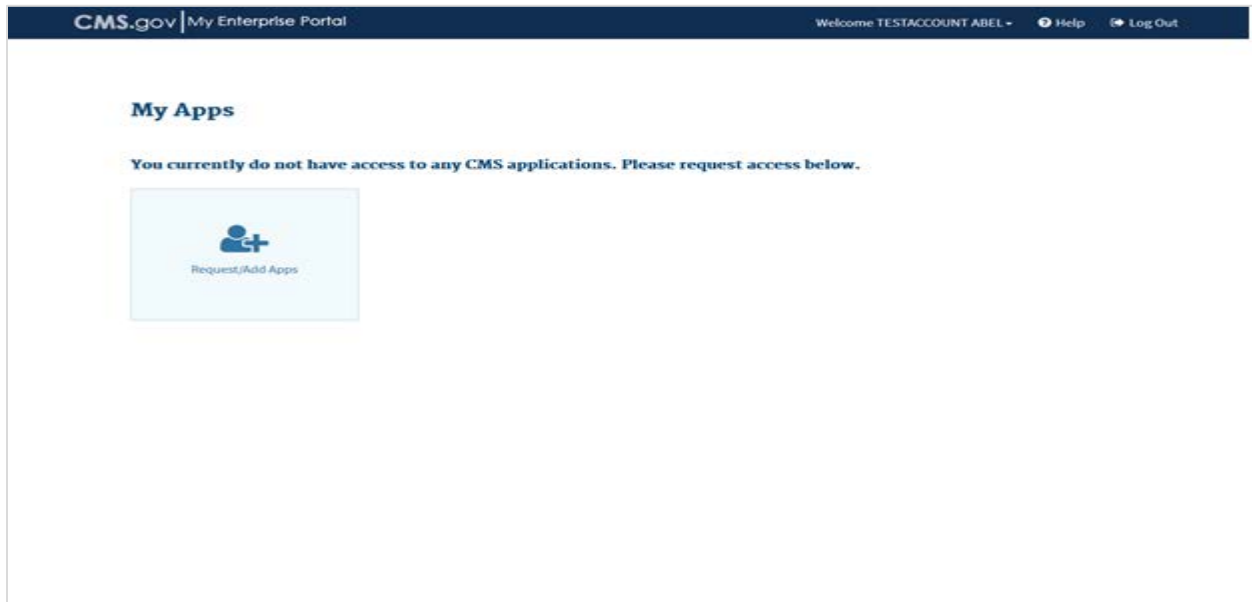 CMS.gov My Enterprise Portal
Welcome TESTACCOUNT ABEL Help Log Out
My Apps
You currently do not have access to any CMS applications. Please request access below.
Request/Add Apps